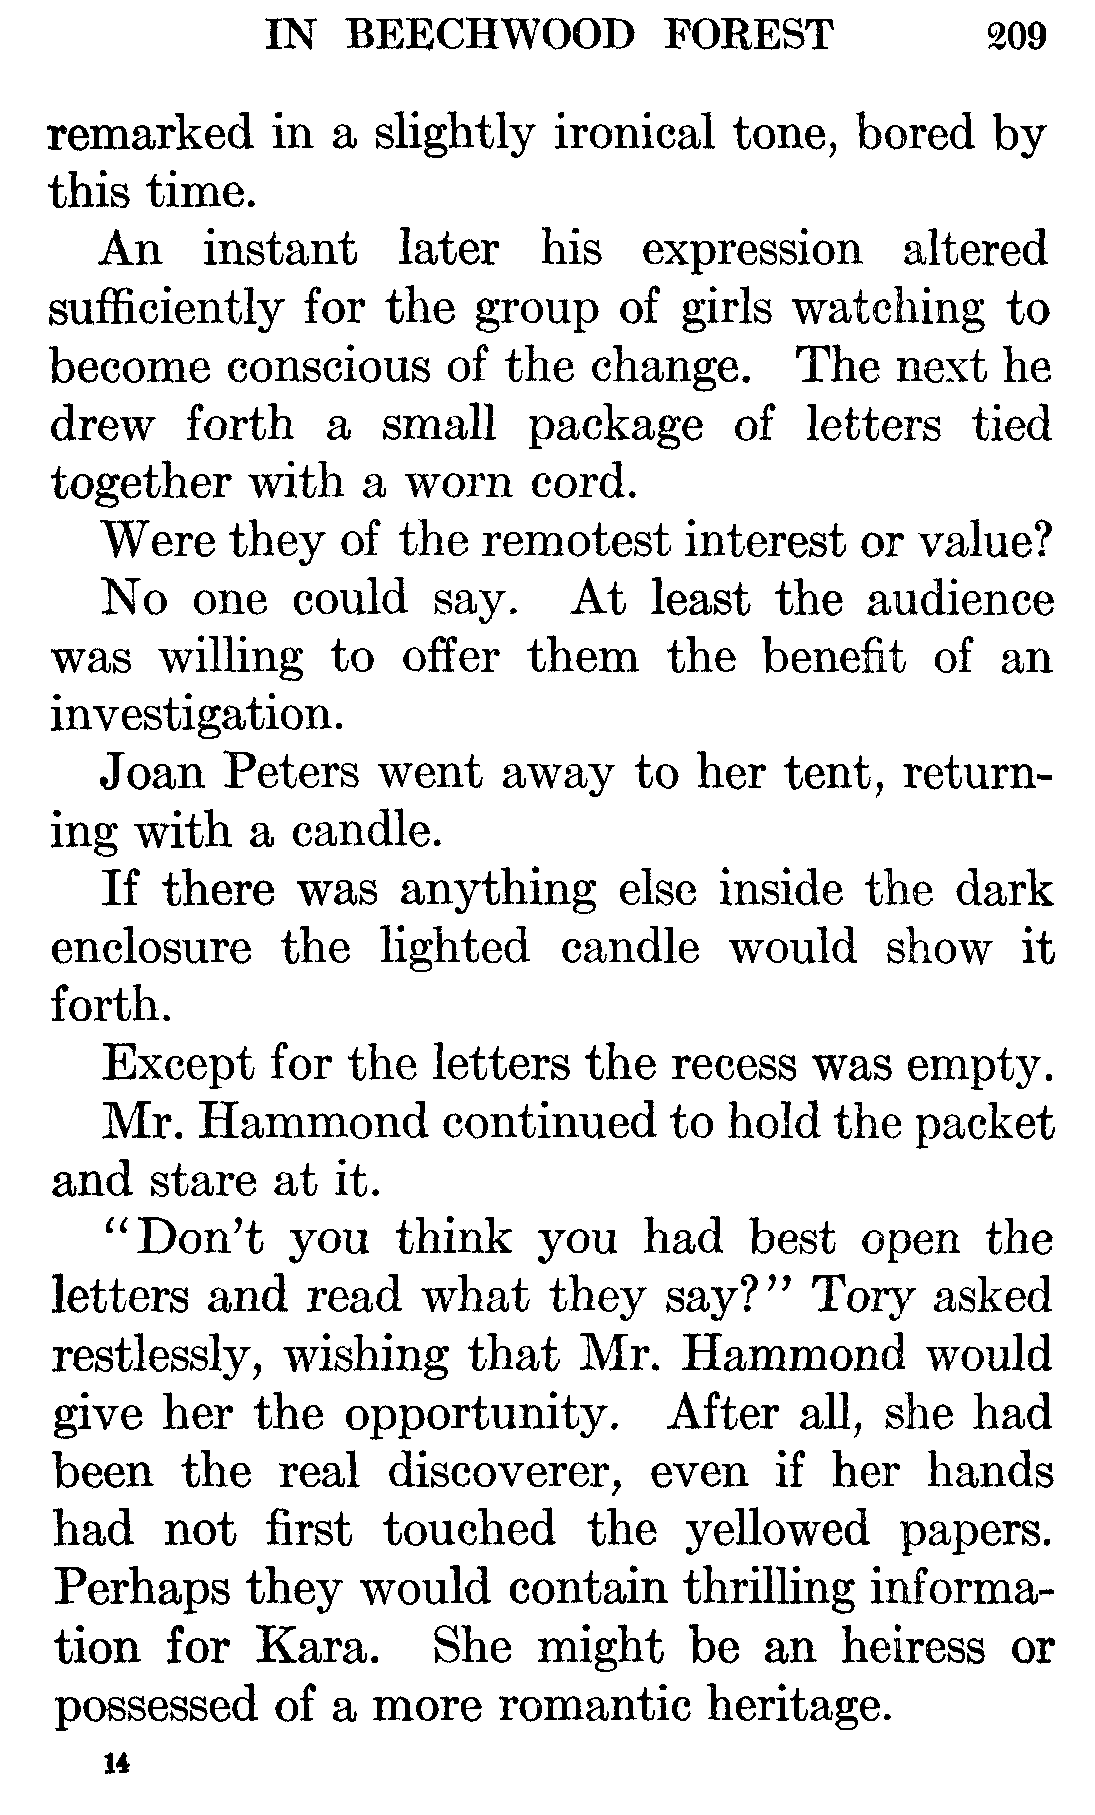 IN BEECHWOOD FOREST 209
remarked in a slightly ironical tone, bored by
this time.
An instant later his expression altered
sufficiently for the group of girls watching to
become conscious of the change. The next he
drew forth a small package of letters tied
together with a worn cord.
Were they of the remotest interest or value?
No one could say. At least the audience
was willing to offer them the benefit of an
investigation.
Joan Peters went away to her tent, return-
ing with a candle.
If there was anything else inside the dark
enclosure the lighted candle would show it
forth.
Except for the letters the recess was empty.
Mr. Hammond continued to hold the packet
and stare at it.
“Don’t you think you had best open the
letters and read what they say?” Tory asked
restlessly, wishing that Mr. Hammond would
give her the opportunity. After all, she had
been the real discoverer, even if her hands
had not first touched the yellowed papers.
Perhaps they would contain thrilling informa-
tion for Kara. She might be an heiress or
possessed of a more romantic heritage.
14